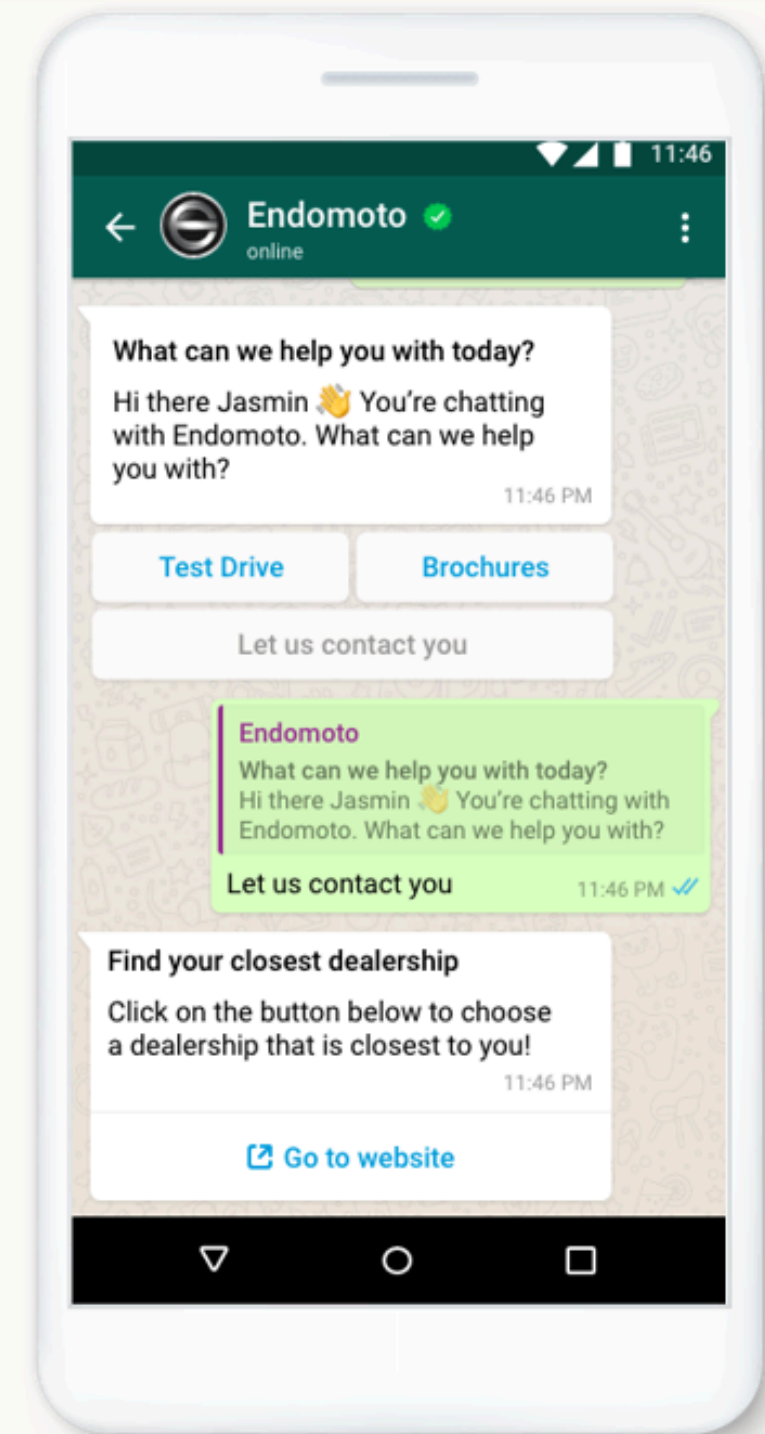 11:46
Endomoto
online
What can we help you with today?
Hi there Jasmin 👋 You’re chatting
with Endomoto. What can we help
you with?
11:46 PM
Test Drive
Brochures
Let us contact you
Endomoto
What can we help you with today?
Hi there Jasmin 👋 You’re chatting with
Endomoto. What can we help you with?
Let us contact you
11:46 PM
Find your closest dealership
Click on the button below to choose
a dealership that is closest to you!
11:46 PM
Go to website